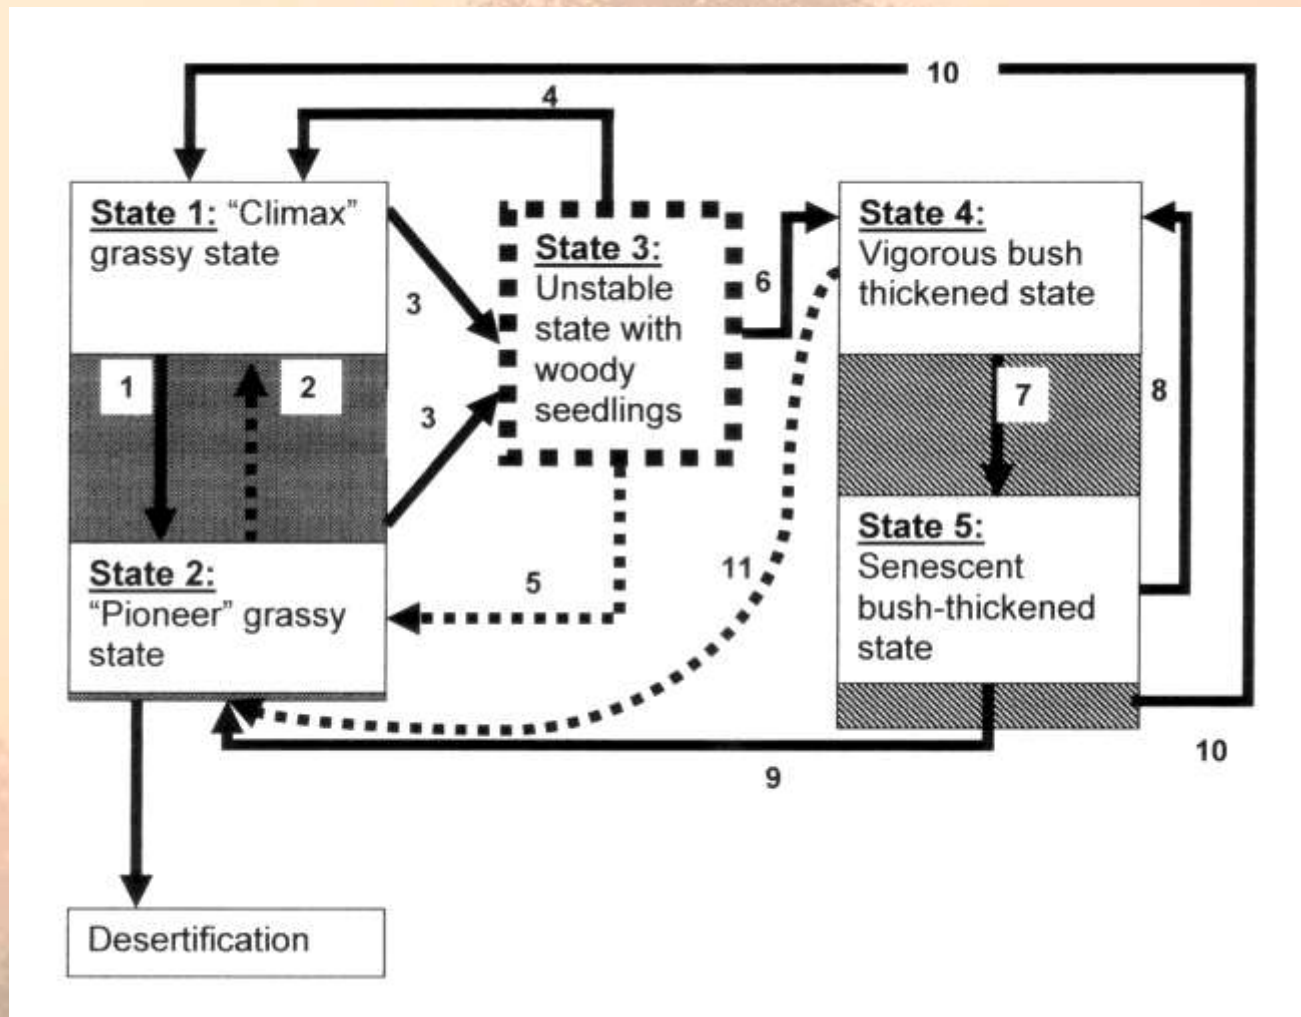 10
4
State 1: “Climax”
grassy state
State 3:
Unstable
state with
woody
seedlings
State 4:
Vigorous bush
thickened state
3
6
1
2
3
7
8
State 2:
“Pioneer” grassy
state
5
11
State 5:
Senescent
bush-thickened
state
9
10
Desertification